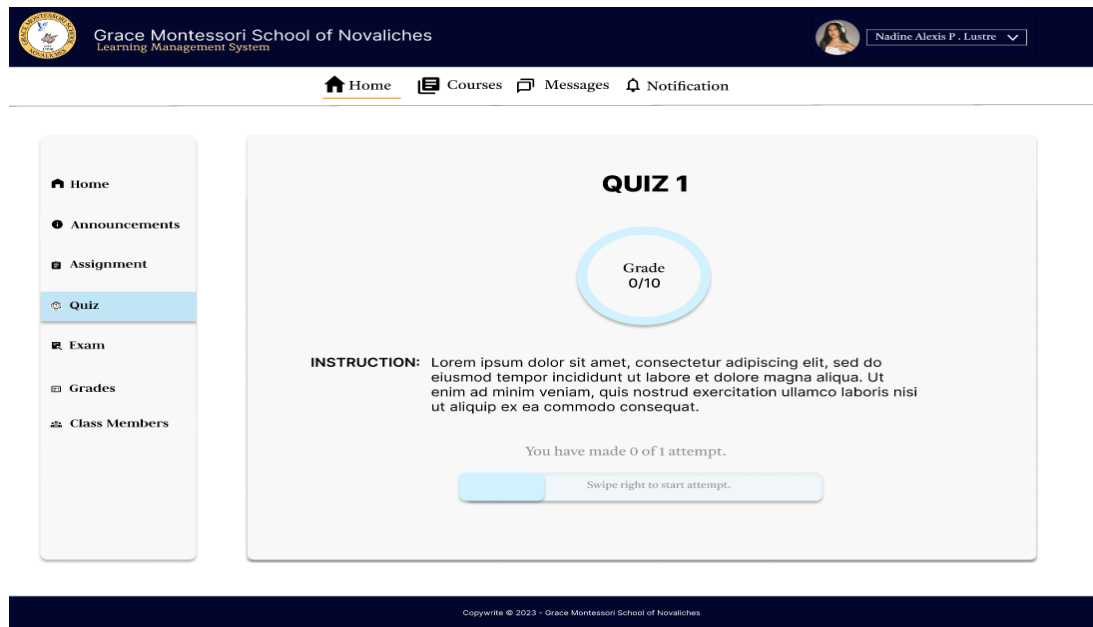 Grace Montessori School of Novaliches
Learning Management System
Nadine Alexis P . Lustre
Home Courses Messages Notification
Home
Announcements
Assignment
Quiz
Exam
Grades
Class Members
QUIZ 1
Grade
0/10
INSTRUCTION: Lorem ipsum dolor sit amet, consectetur adipiscing elit, sed do
eiusmod tempor incididunt ut labore et dolore magna aliqua. Ut
enim ad minim veniam, quis nostrud exercitation ullamco laboris nisi
ut aliquip ex ea commodo consequat.
You have made 0 of 1 attempt.
Swipe right to start attempt.
Copywrite © 2023 - Grace Montessori School of Novaliches